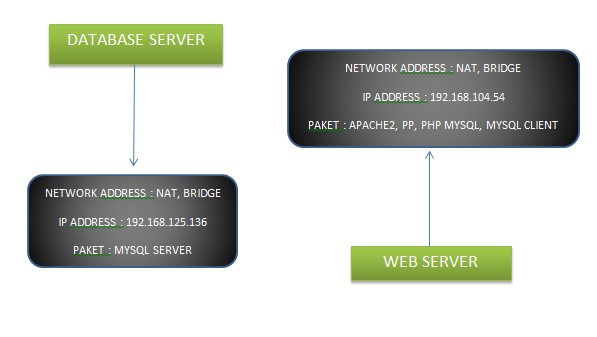 DATABASE SERVER
NETWORK ADDRESS : NAT, BRIDGE
IP ADDRESS : 192.168.125.136
PAKET : MYSQL SERVER
NETWORK ADDRESS : NAT, BRIDGE
IP ADDRESS : 192.168.104.54
PAKET : APACHE2, PP, PHP MYSQL, MYSQL CLIENT
WEB SERVER